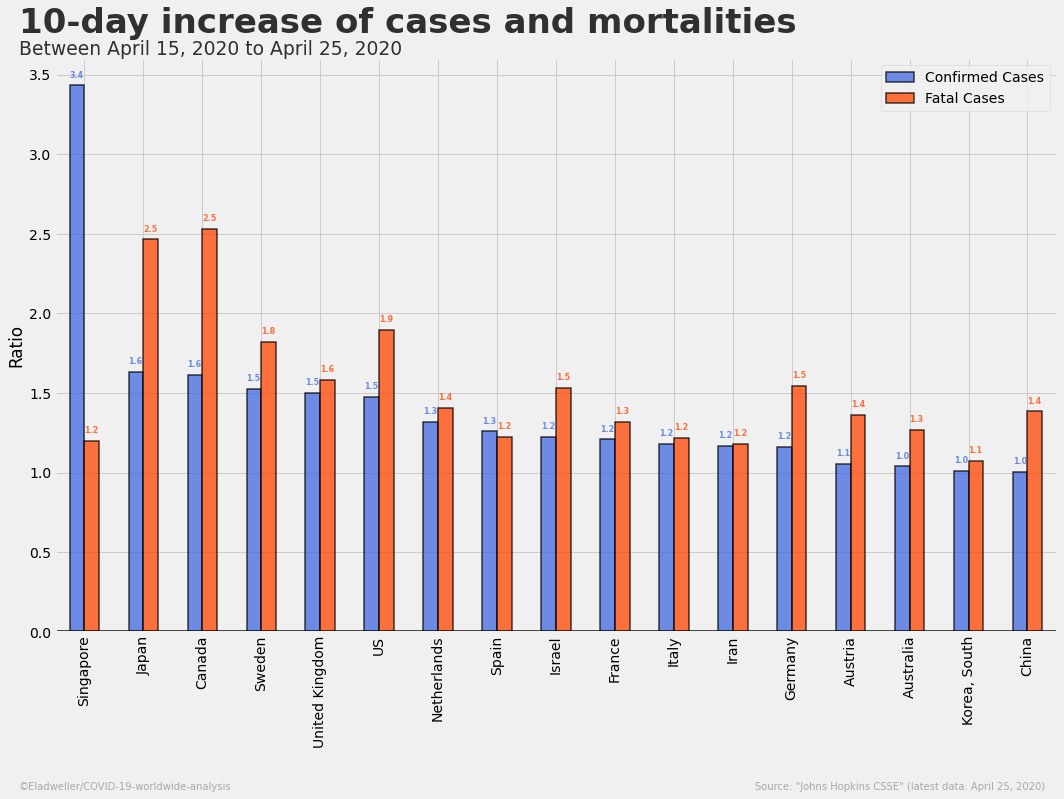 10-day increase of cases and mortalities
Between April 15, 2020 to April 25, 2020
Confirmed Cases
Fatal Cases
Ratio
3.5
3.0
2.5
2.0
1.5
1.0
0.5
0.0
3.4 1.2 1.6 2.5 1.6 2.5 1.5 1.8 1.5 1.6 1.5 1.9 1.3 1.4 1.3 1.2 1.2 1.5 1.2 1.3 1.2 1.2 1.2 1.2 1.2 1.5 1.1 1.4 1.0 1.3 1.0 1.1 1.0 1.4
Singapore
Japan
Canada
Sweden
United Kingdom
US
Netherlands
Spain
Israel
France
Italy
Iran
Germany
Austria
Australia
Korea, South
China
©Eladweller/COVID-19-worldwide-analysis
Source: "Johns Hopkins CSSE" (latest data: April 25, 2020)